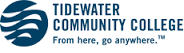 TIDEWATER
COMMUNITY COLLEGE
From here, go anywhere.™